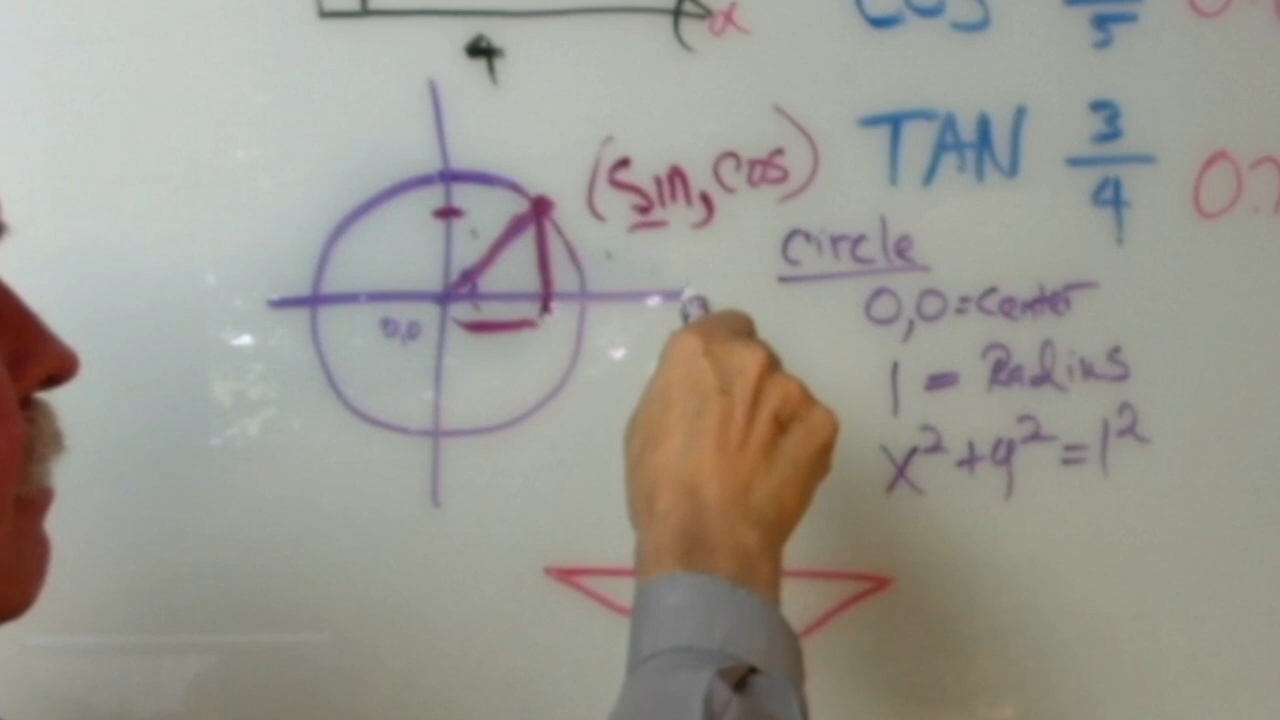 4
α
COS
5
TAN 3/4
(Sin, Cos)
0,0
circle
0,0 = Center
1 = Radius
x² + y² = 1²